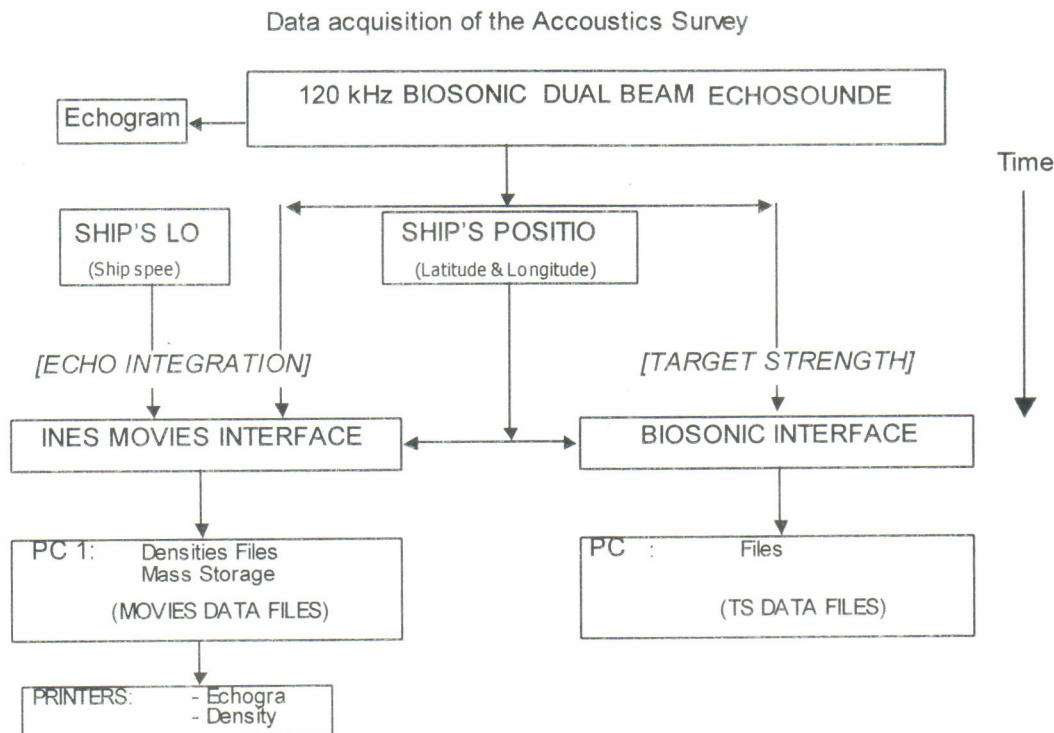 Data acquisition of the Accoustics Survey
120 kHz BIOSONIC DUAL BEAM ECHOSOUNDE
Echogram
Time
SHIP'S LO
(Ship spee)
SHIP'S POSITIO
(Latitude & Longitude)
[ECHO INTEGRATION]
[TARGET STRENGTH]
INES MOVIES INTERFACE
BIOSONIC INTERFACE
PC 1: Densities Files
Mass Storage
(MOVIES DATA FILES)
PC : Files
(TS DATA FILES)
PRINTERS: - Echogra
- Density